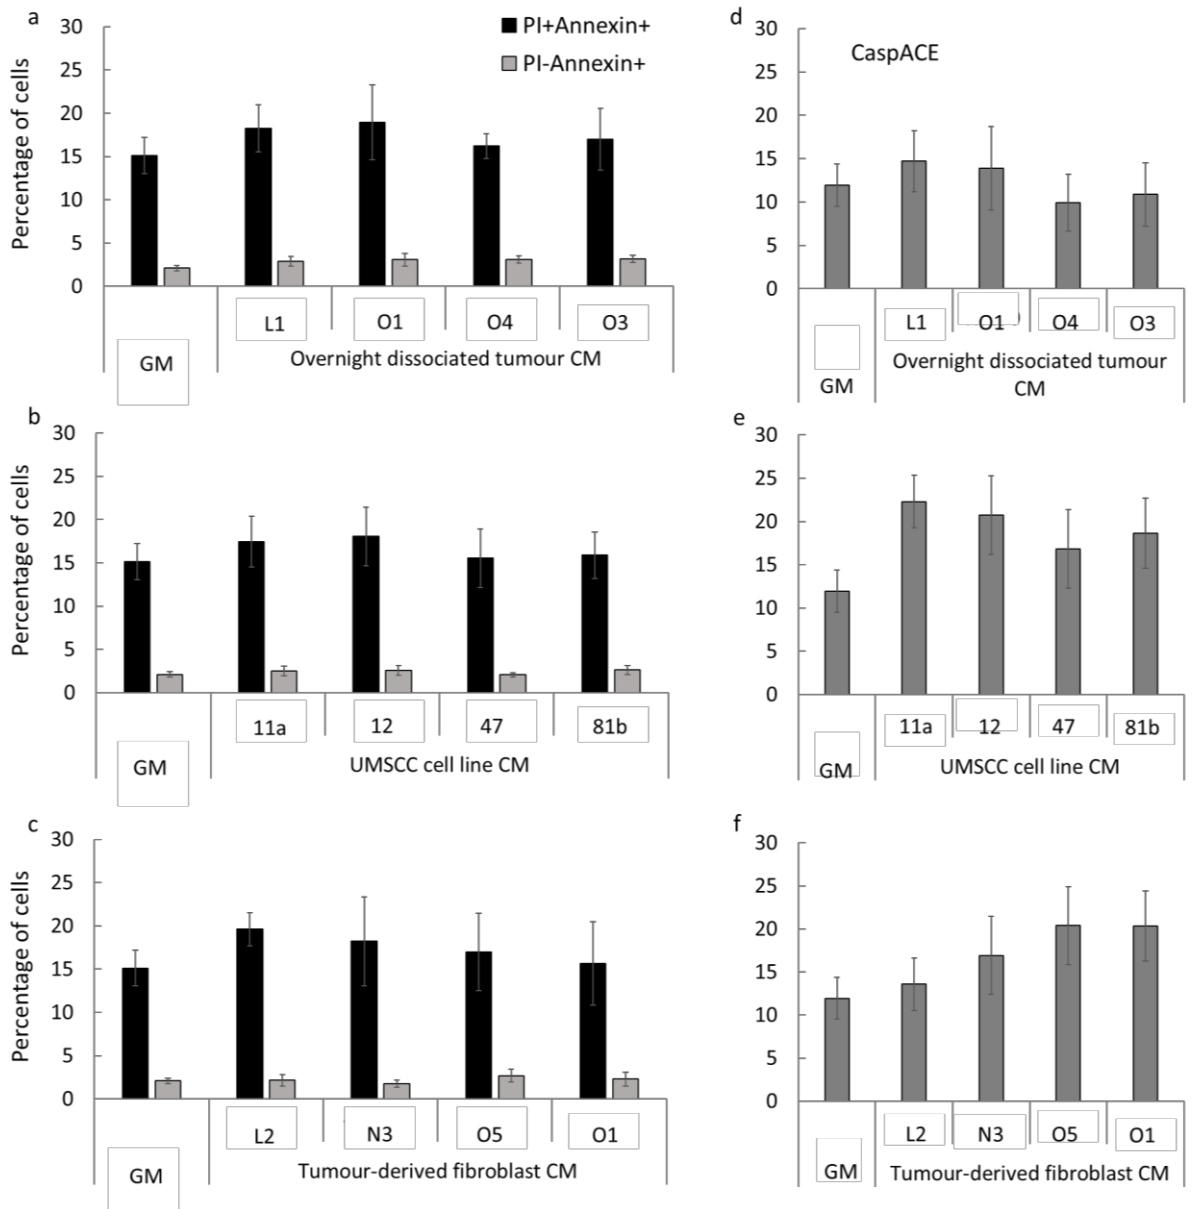 a
PI+Annexin+
PI-Annexin+
Percentage of cells
30
25
20
15
10
5
0
L1 O1 O4 O3
GM
Overnight dissociated tumour CM
d
CaspACE
30
25
20
15
10
5
0
L1 O1 O4 O3
GM
Overnight dissociated tumour
CM
b
Percentage of cells
30
25
20
15
10
5
0
11a 12 47 81b
GM
UMSCC cell line CM
e
30
25
20
15
10
5
0
11a 12 47 81b
GM
UMSCC cell line CM
c
Percentage of cells
30
25
20
15
10
5
0
L2 N3 O5 O1
GM
Tumour-derived fibroblast CM
f
30
25
20
15
10
5
0
L2 N3 O5 O1
GM
Tumour-derived fibroblast CM